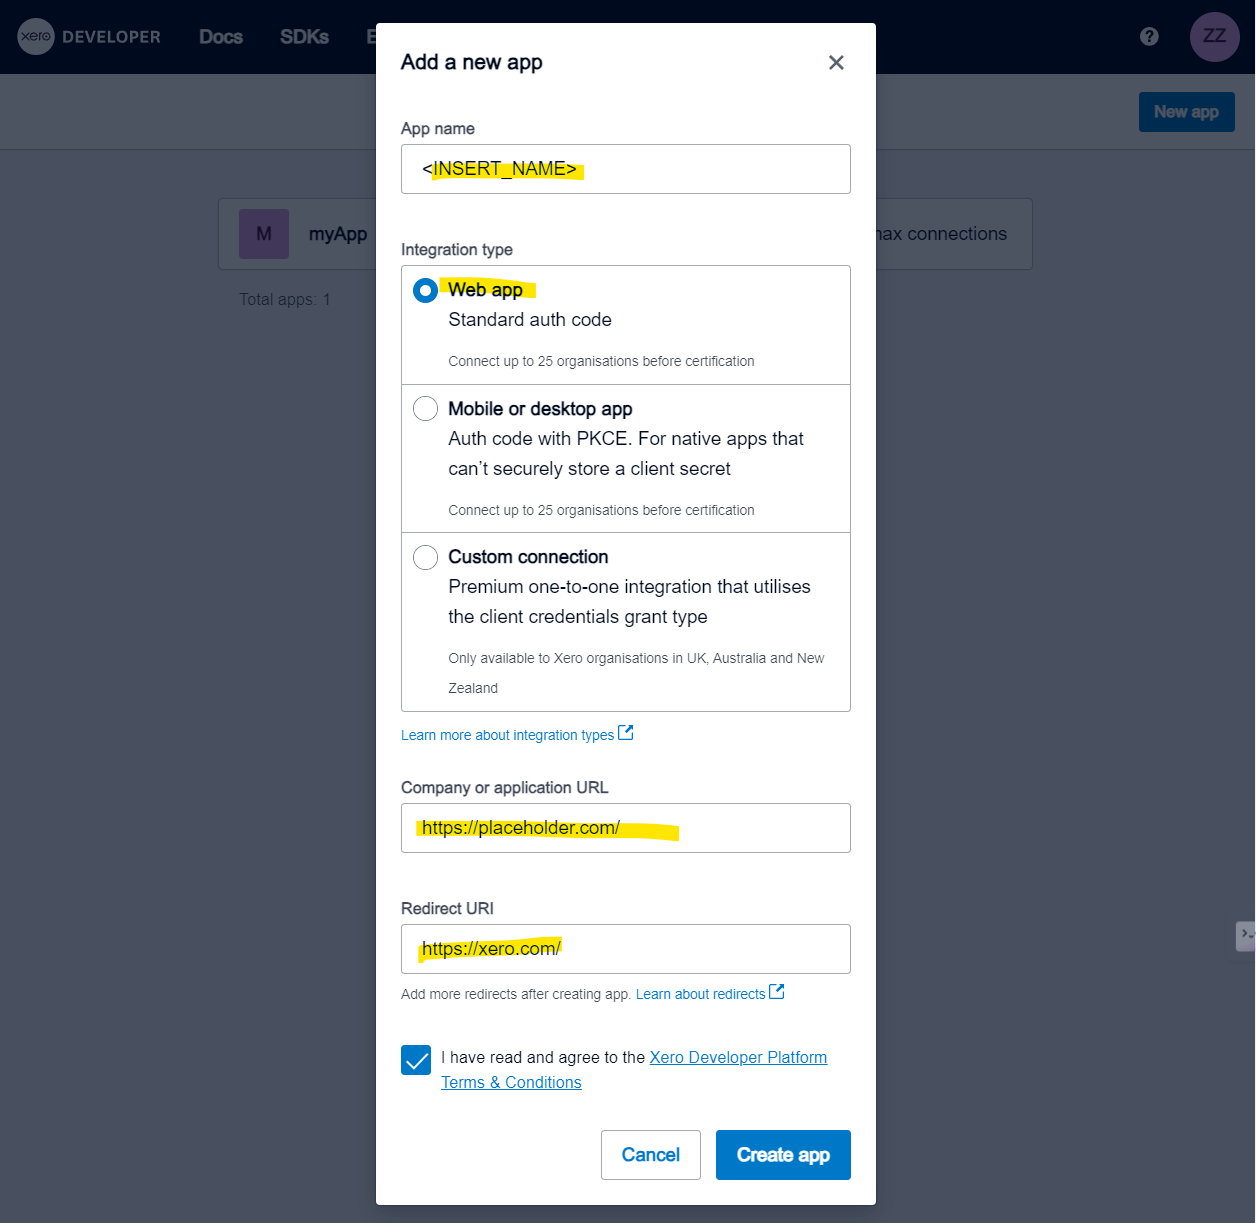 xero DEVELOPER Docs SDKs E ? ZZ
New app
M myApp
max connections
Total apps: 1
Add a new app
App name
<INSERT_NAME>
Integration type
Web app
Standard auth code
Connect up to 25 organisations before certification
Mobile or desktop app
Auth code with PKCE. For native apps that
can't securely store a client secret
Connect up to 25 organisations before certification
Custom connection
Premium one-to-one integration that utilises
the client credentials grant type
Only available to Xero organisations in UK, Australia and New
Zealand
Learn more about integration types
Company or application URL
https://placeholder.com/
Redirect URI
https://xero.com/
Add more redirects after creating app. Learn about redirects
I have read and agree to the Xero Developer Platform
Terms & Conditions
Cancel Create app